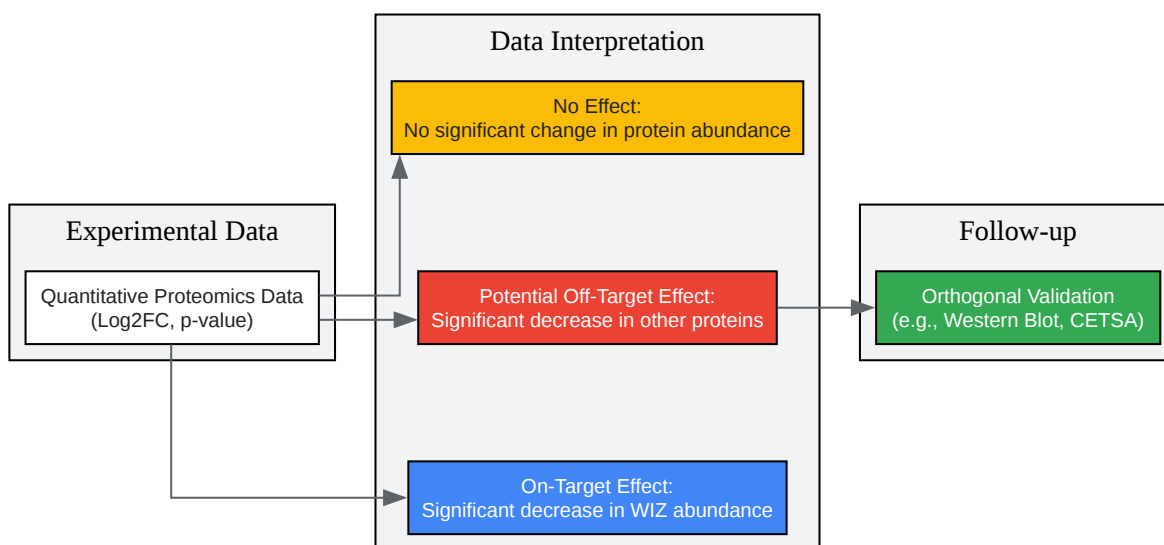 Experimental Data
Quantitative Proteomics Data
(Log2FC, p-value)
Data Interpretation
No Effect:
No significant change in protein abundance
Potential Off-Target Effect:
Significant decrease in other proteins
On-Target Effect:
Significant decrease in WIZ abundance
Follow-up
Orthogonal Validation
(e.g., Western Blot, CETSA)